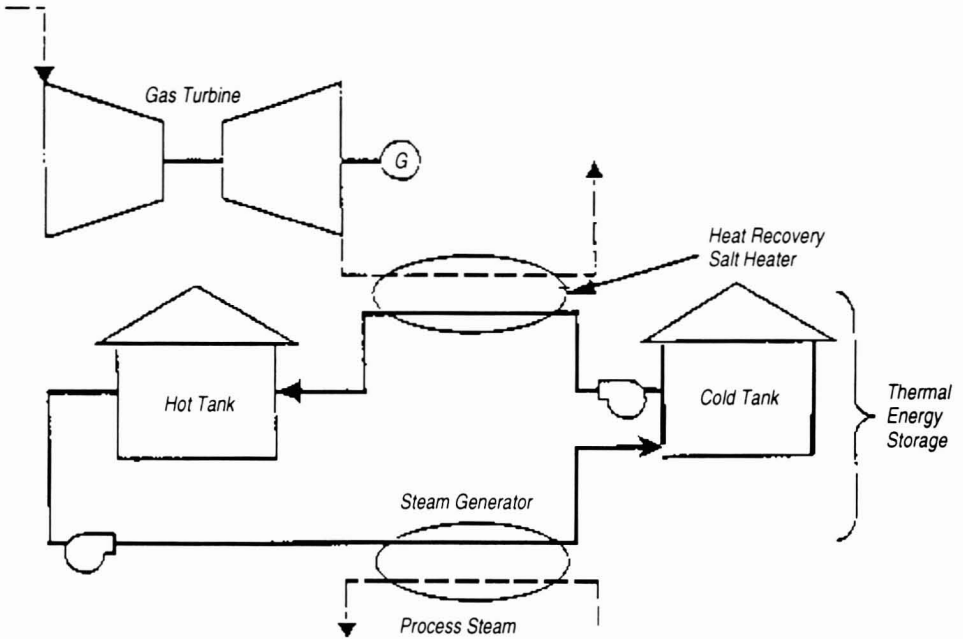 Gas Turbine
G
Heat Recovery
Salt Heater
Hot Tank
Cold Tank
Thermal
Energy
Storage
Steam Generator
Process Steam